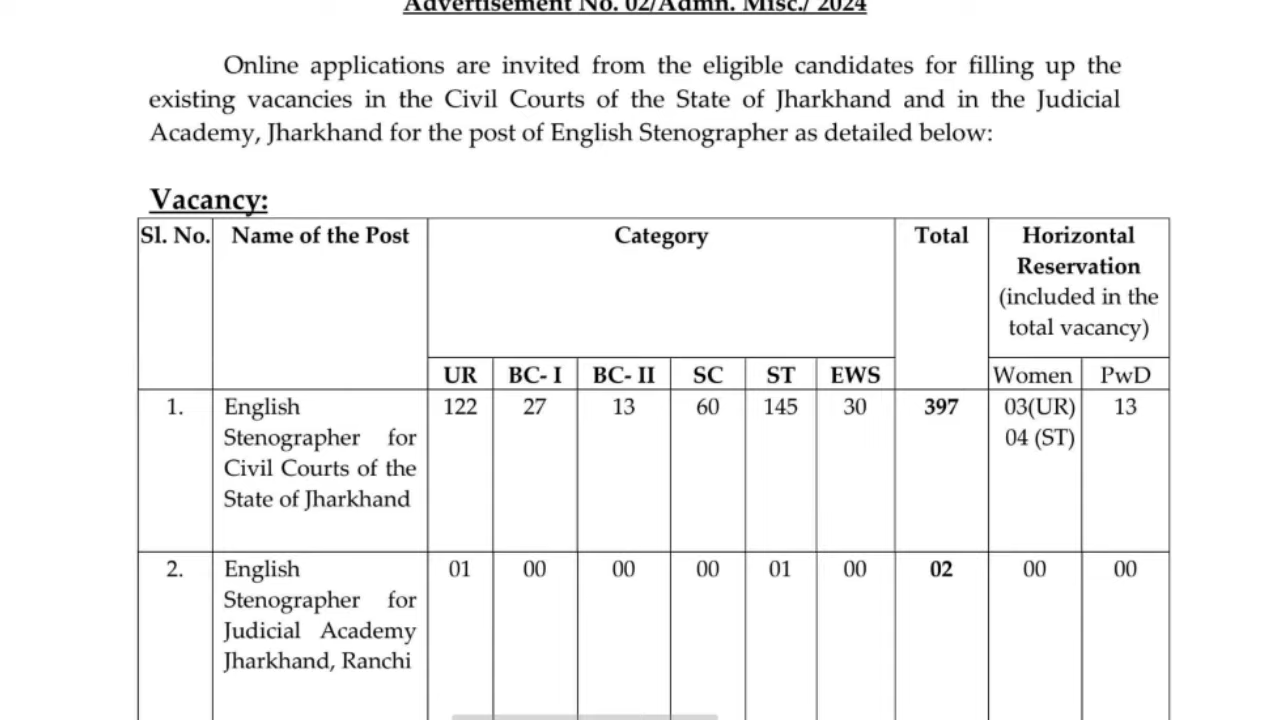 Advertisement No. 02/Admn. Misc./ 2024
Online applications are invited from the eligible candidates for filling up the
existing vacancies in the Civil Courts of the State of Jharkhand and in the Judicial
Academy, Jharkhand for the post of English Stenographer as detailed below:
Vacancy:
Sl. No. Name of the Post Category Total Horizontal
Reservation
(included in the
total vacancy)
UR BC- I BC- II SC ST EWS Women PwD
1. English 122 27 13 60 145 30 397 03(UR) 13
Stenographer for 04 (ST)
Civil Courts of the
State of Jharkhand
2. English 01 00 00 00 01 00 02 00 00
Stenographer for
Judicial Academy
Jharkhand, Ranchi